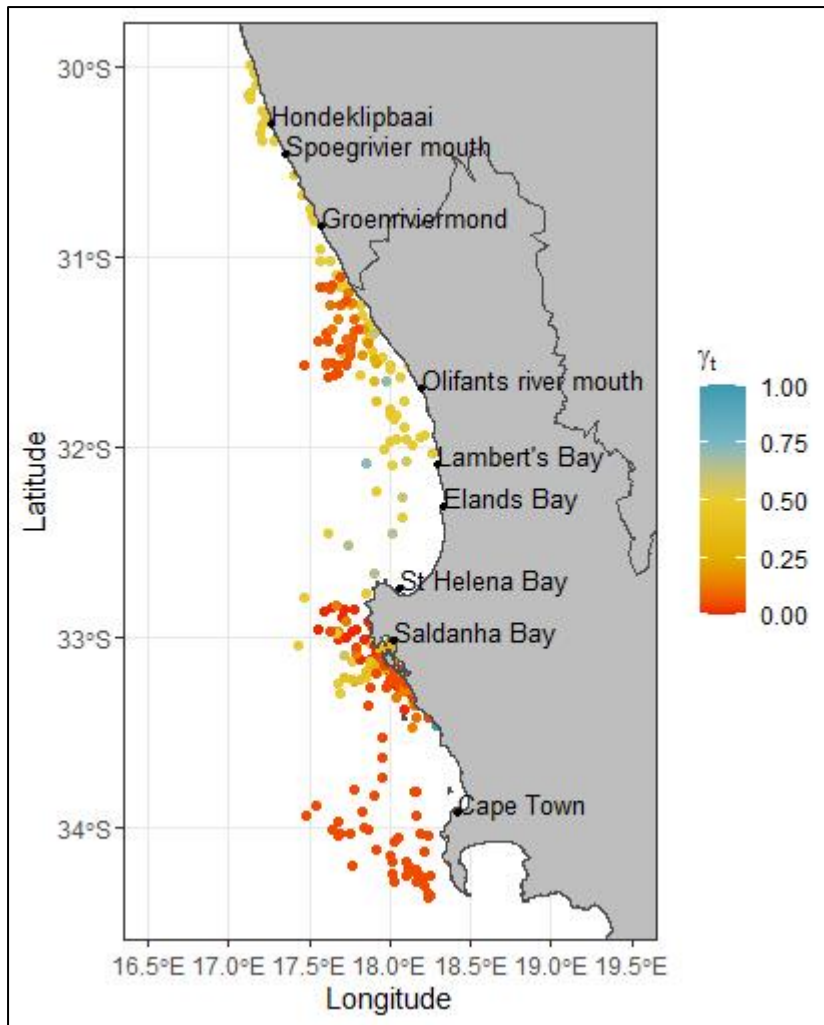 30°S
Hondeklipbaai
Spoegrivier mouth
Groenriviermond
31°S
γt
1.00
Olifants river mouth
0.75
32°S
Lambert's Bay
0.50
Elands Bay
0.25
St Helena Bay
0.00
33°S
Saldanha Bay
Cape Town
34°S
Latitude
16.5°E 17.0°E 17.5°E 18.0°E 18.5°E 19.0°E 19.5°E
Longitude